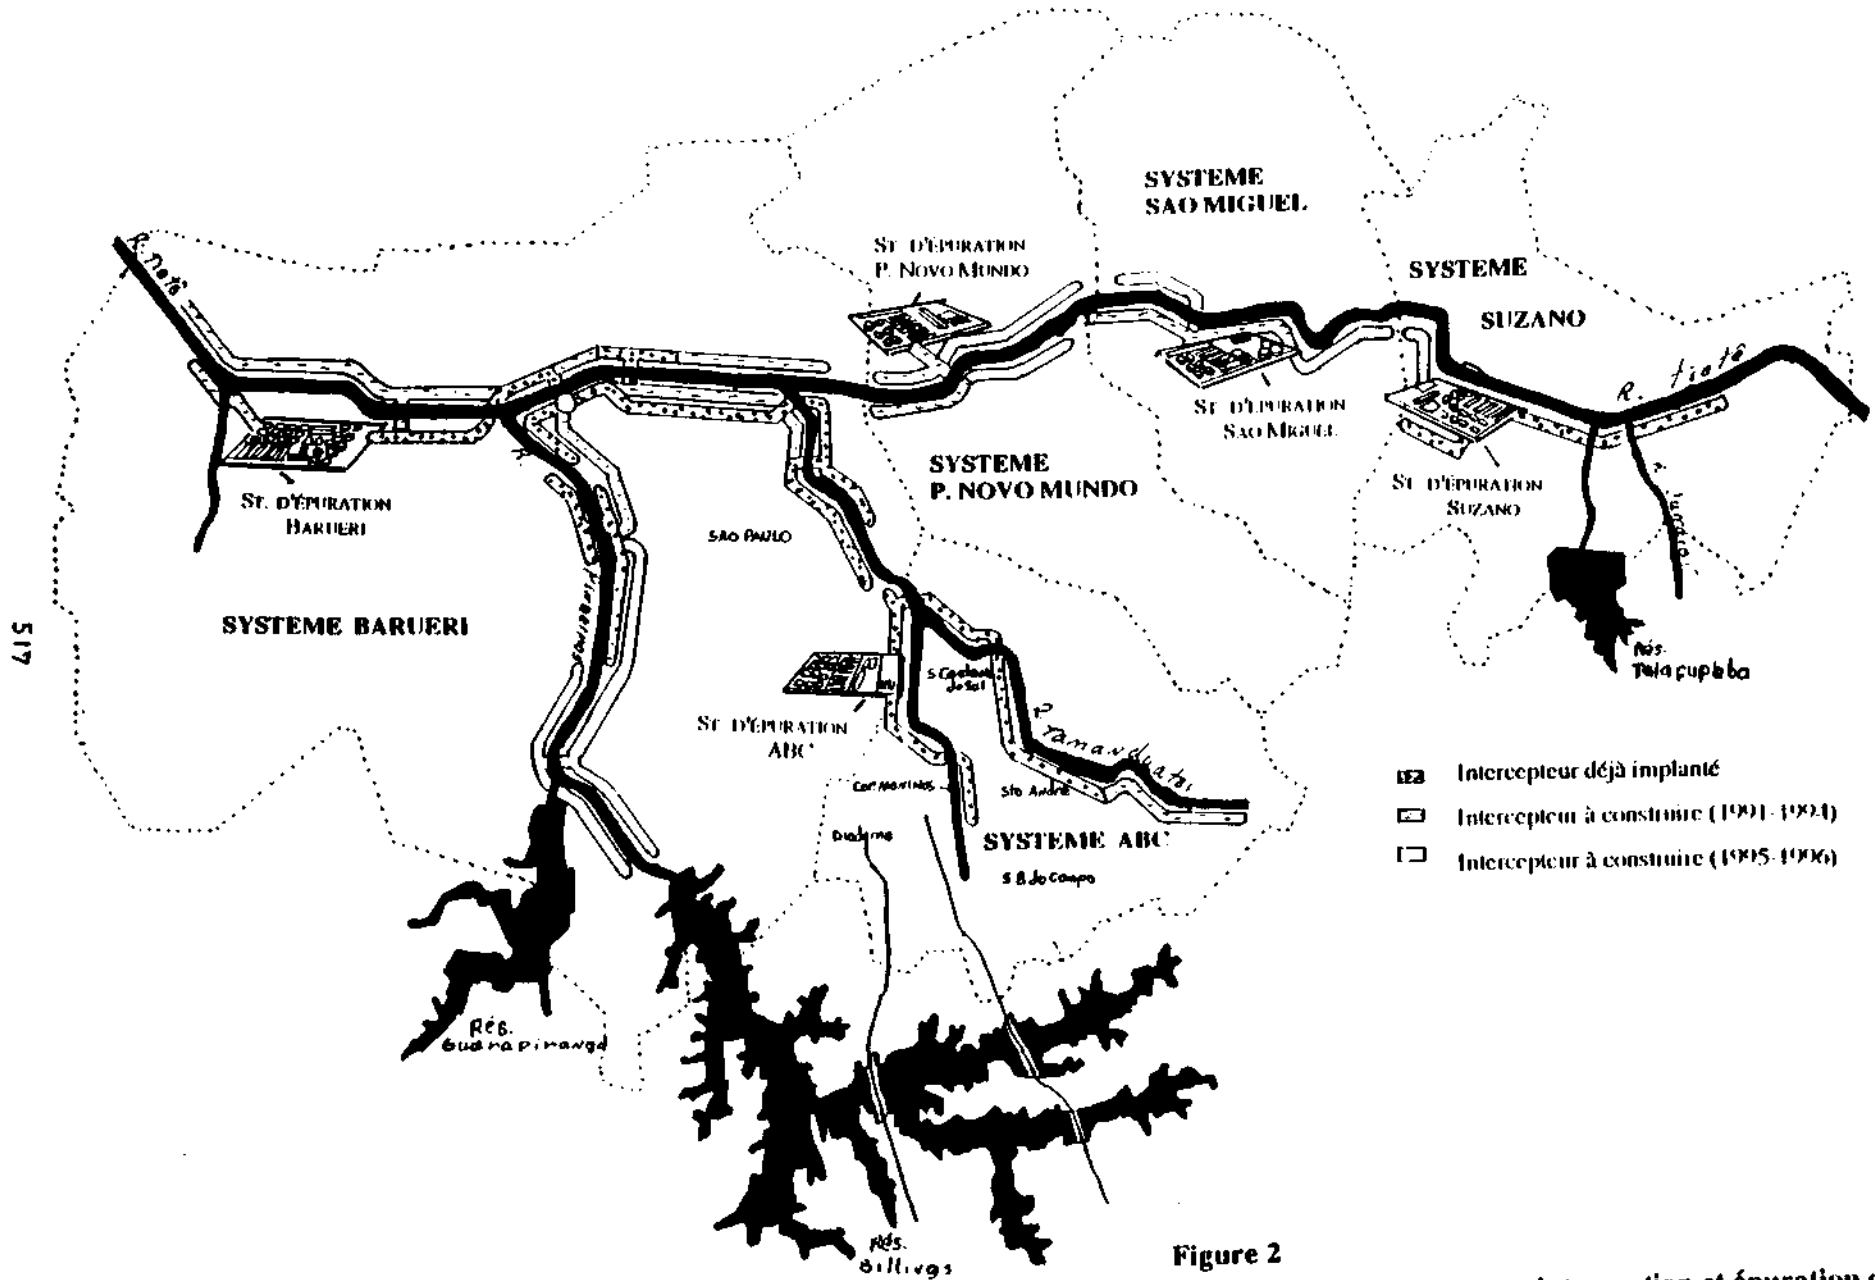 SYSTEME
SAO MIGUEL
ST. D'ÉPURATION
P. NOVO MUNDO
SYSTEME
SUZANO
R.
R. tietê
ST. D'ÉPURATION
SAO MIGUEL
SYSTEME
P. NOVO MUNDO
ST. D'ÉPURATION
SUZANO
ST. D'ÉPURATION
BARUERI
SAO PAULO
SYSTEME BARUERI
517
Rés.
ST. D'ÉPURATION
ABC
R. Tamanduatei
Sto André
Diadema
SYSTEME ABC
S B do Campo
Intercepteur déjà implanté
Intercepteur à construire (1991-1994)
Intercepteur à construire (1995-1996)
Rés.
Guarapiranga
Rés.
Billings
Figure 2